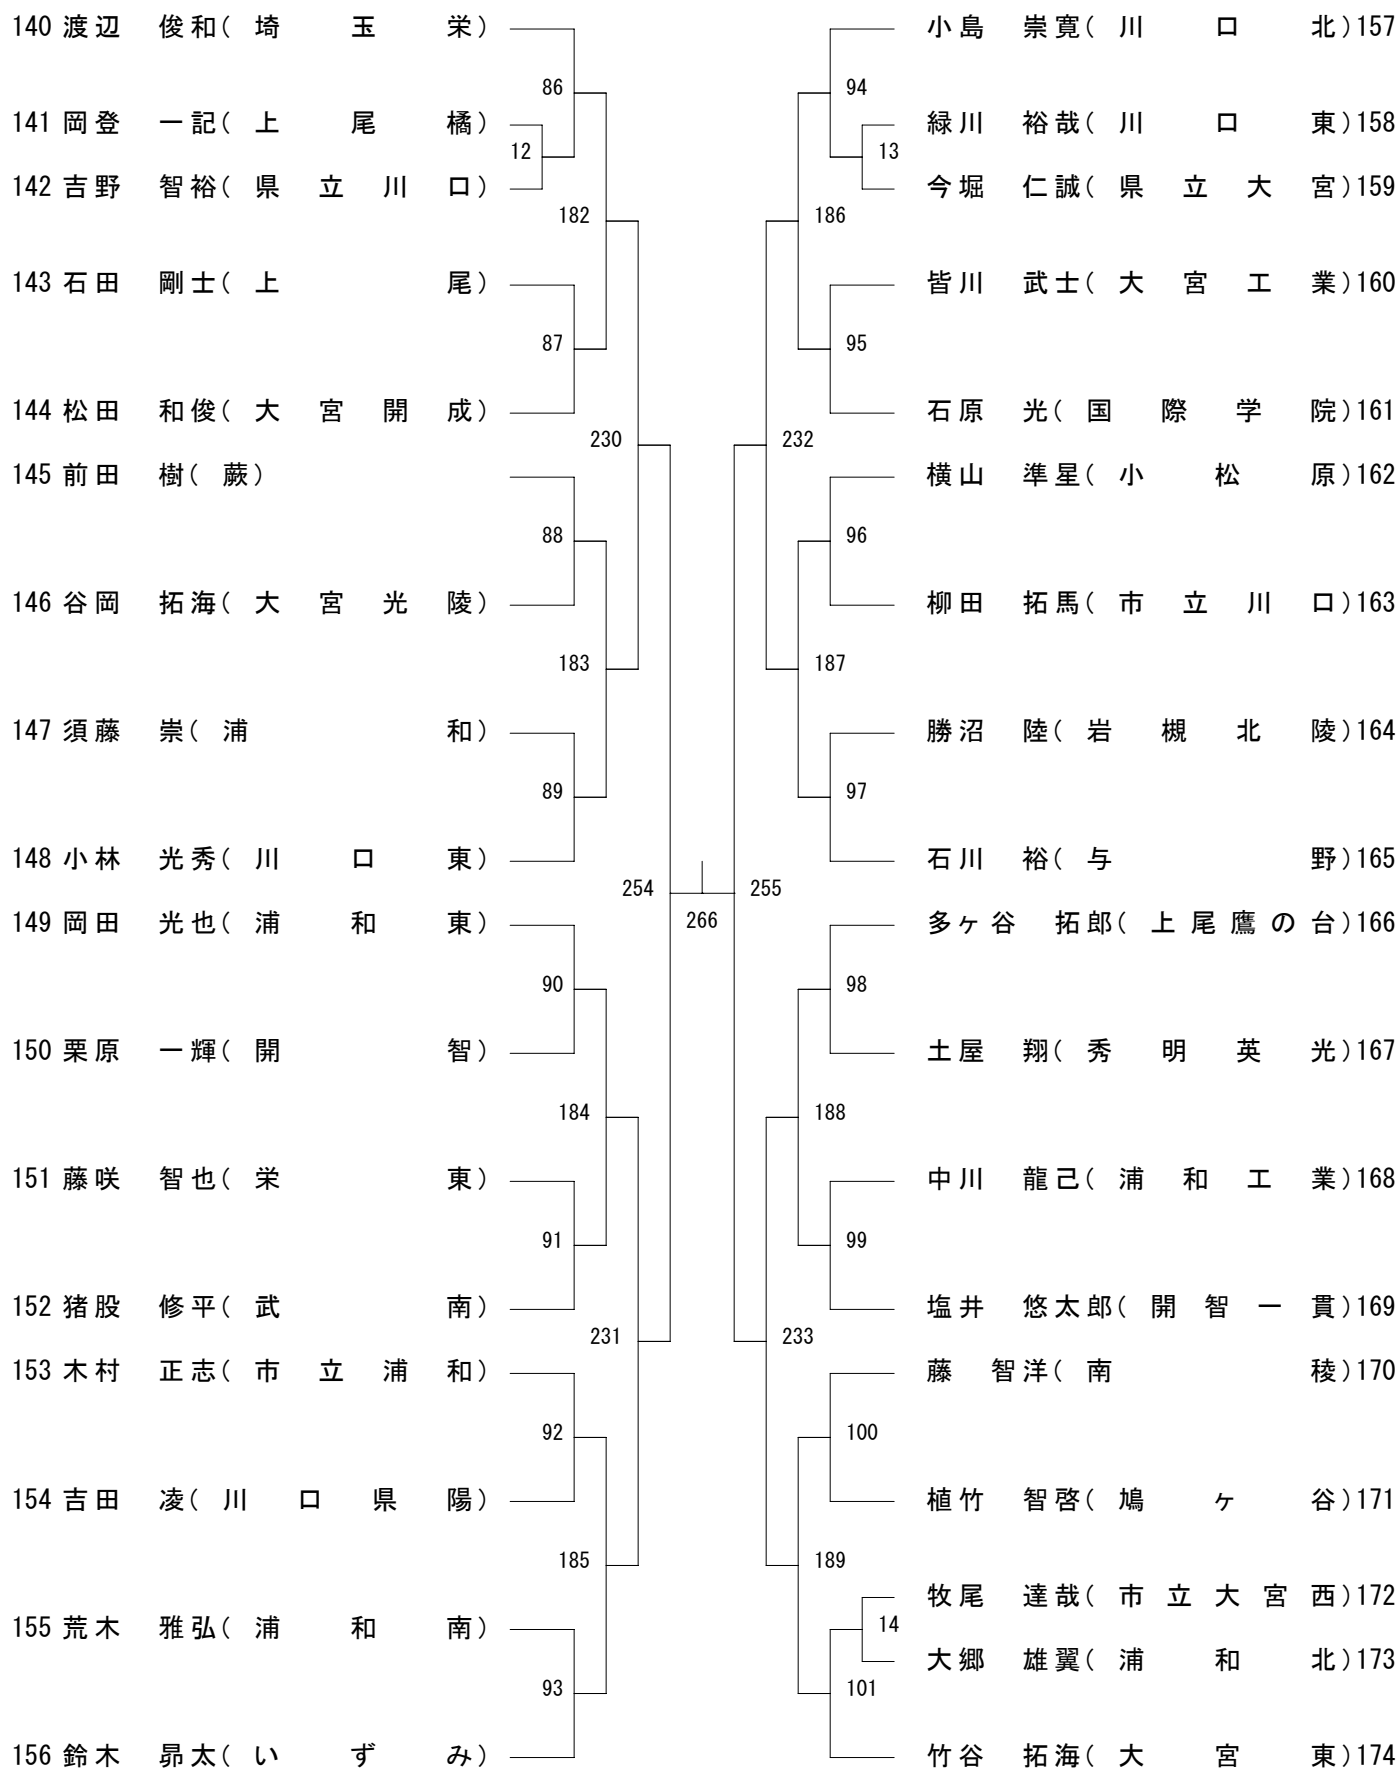 140 渡辺 俊和( 埼 玉 栄 )
86
141 岡登 一記( 上 尾 橘 )
12
142 吉野 智裕( 県 立 川 口 )
182
143 石田 剛士( 上 尾 )
87
144 松田 和俊( 大 宮 開 成 )
230
145 前田 樹( 蕨 )
88
146 谷岡 拓海( 大 宮 光 陵 )
183
147 須藤 崇( 浦 和 )
89
148 小林 光秀( 川 口 東 )
254
149 岡田 光也( 浦 和 東 )
90
150 栗原 一輝( 開 智 )
184
151 藤咲 智也( 栄 東 )
91
152 猪股 修平( 武 南 )
231
153 木村 正志( 市 立 浦 和 )
92
154 吉田 凌( 川 口 県 陽 )
185
155 荒木 雅弘( 浦 和 南 )
93
156 鈴木 昴太( い ず み )
266
小島 崇寛( 川 口 北 )157
94
緑川 裕哉( 川 口 東 )158
13
今堀 仁誠( 県 立 大 宮 )159
186
皆川 武士( 大 宮 工 業 )160
95
石原 光( 国 際 学 院 )161
232
横山 準星( 小 松 原 )162
96
柳田 拓馬( 市 立 川 口 )163
187
勝沼 陸( 岩 槻 北 陵 )164
97
石川 裕( 与 野 )165
255
多ヶ谷 拓郎( 上 尾 鷹 の 台 )166
98
土屋 翔( 秀 明 英 光 )167
188
中川 龍己( 浦 和 工 業 )168
99
塩井 悠太郎( 開 智 一 貫 )169
233
藤 智洋( 南 稜 )170
100
植竹 智啓( 鳩 ヶ 谷 )171
189
牧尾 達哉( 市 立 大 宮 西 )172
14
大郷 雄翼( 浦 和 北 )173
101
竹谷 拓海( 大 宮 東 )174